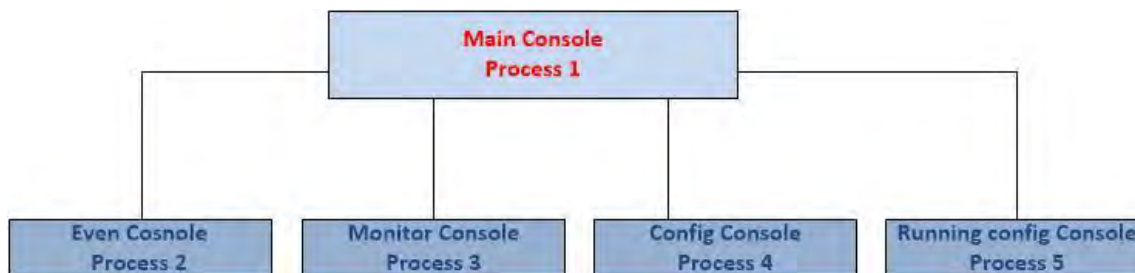 Main Console
Process 1
Even Cosnole
Process 2
Monitor Console
Process 3
Config Console
Process 4
Running config Console
Process 5